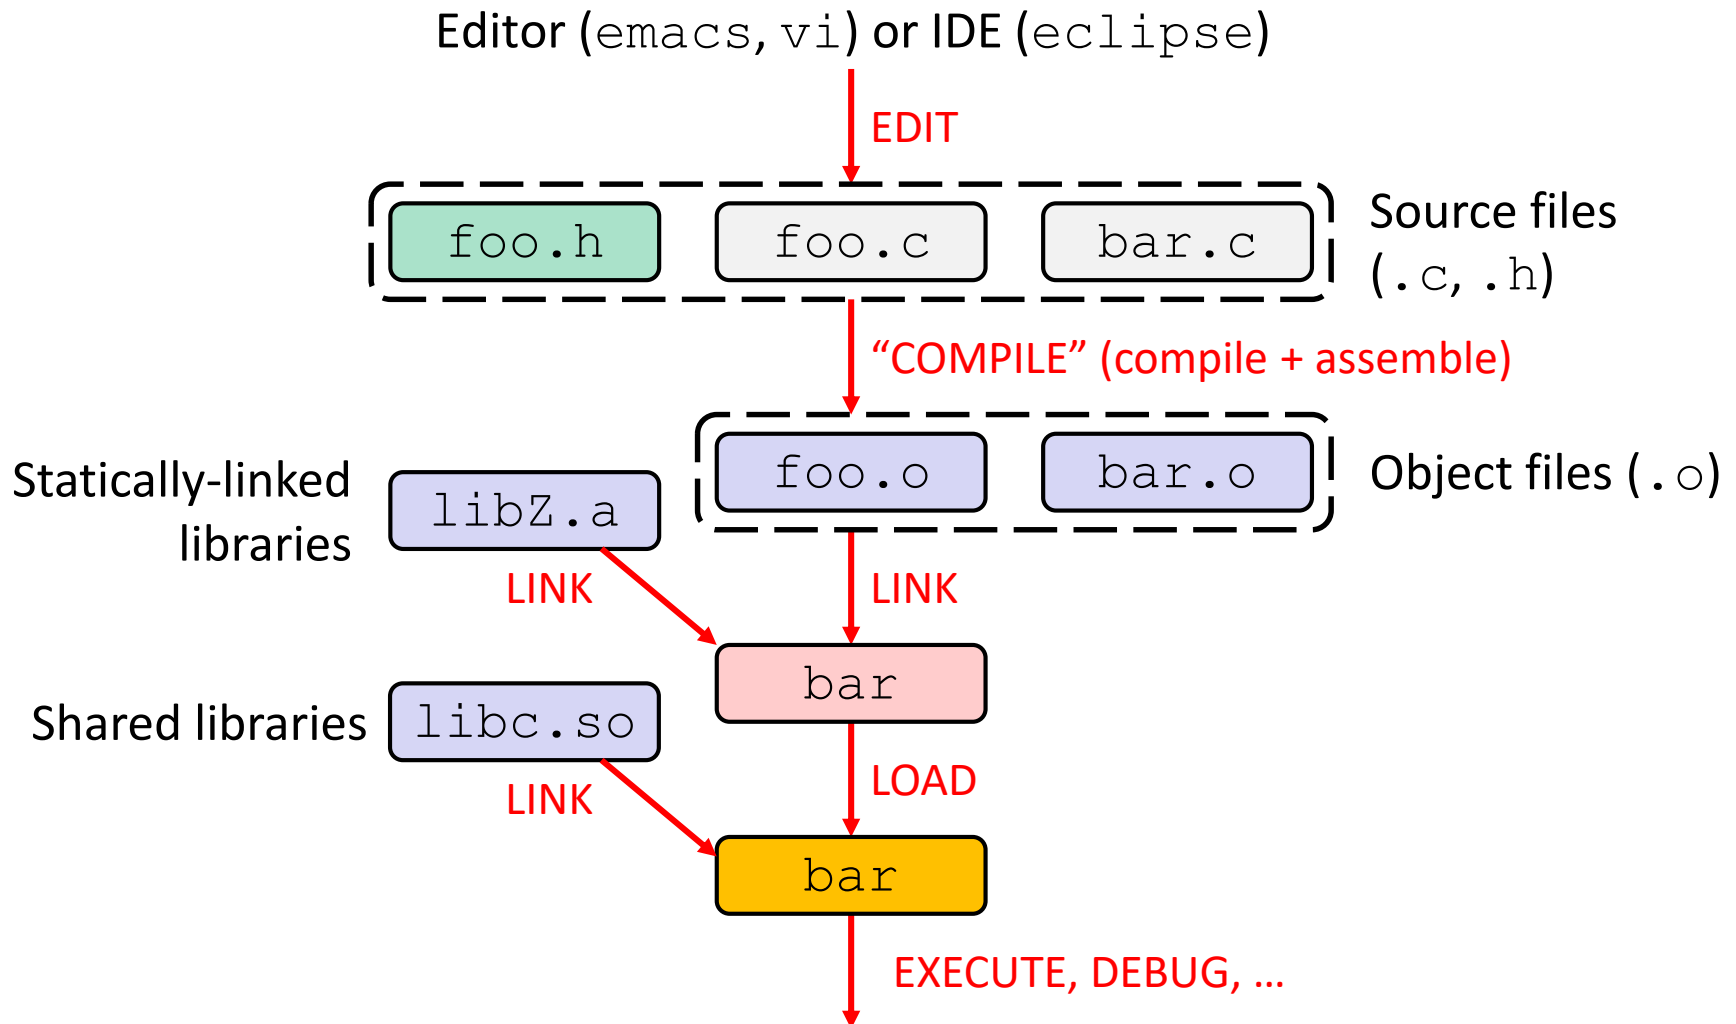 Editor (emacs, vi) or IDE (eclipse)
EDIT
foo.h
foo.c
bar.c
Source files
(.c, .h)
“COMPILE” (compile + assemble)
foo.o
bar.o
Object files (.o)
Statically-linked
libraries
libZ.a
LINK
LINK
bar
Shared libraries
libc.so
LINK
LOAD
bar
EXECUTE, DEBUG, …